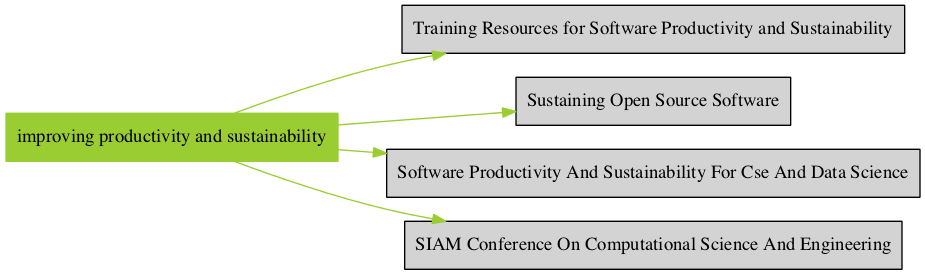 Training Resources for Software Productivity and Sustainability
Sustaining Open Source Software
improving productivity and sustainability
Software Productivity And Sustainability For Cse And Data Science
SIAM Conference On Computational Science And Engineering